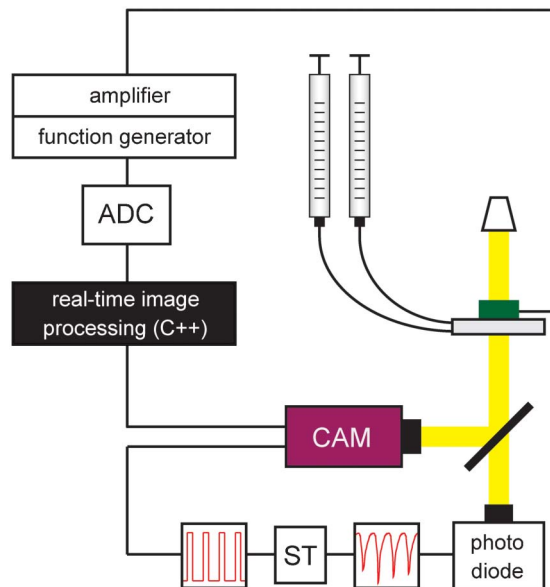 amplifier
function generator
ADC
real-time image
processing (C++)
CAM
ST
photo
diode